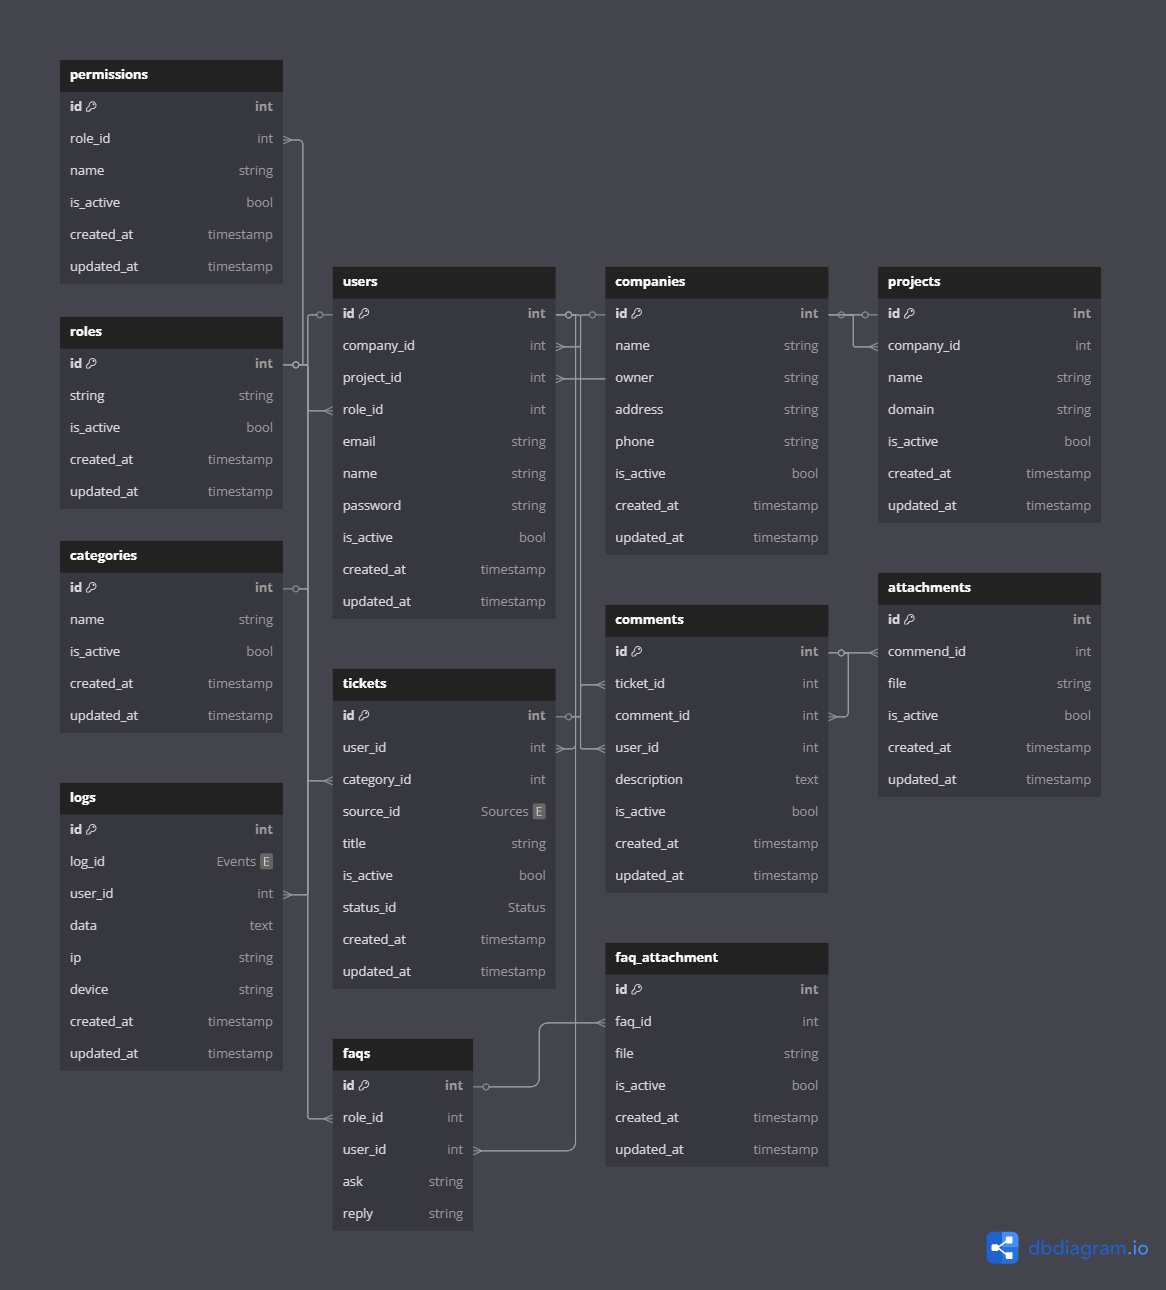 permissions
id int
role_id int
name string
is_active bool
created_at timestamp
updated_at timestamp
roles
id int
string string
is_active bool
created_at timestamp
updated_at timestamp
categories
id int
name string
is_active bool
created_at timestamp
updated_at timestamp
logs
id int
log_id Events E
user_id int
data text
ip string
device string
created_at timestamp
updated_at timestamp
users
id int
company_id int
project_id int
role_id int
email string
name string
password string
is_active bool
created_at timestamp
updated_at timestamp
tickets
id int
user_id int
category_id int
source_id Sources E
title string
is_active bool
status_id Status
created_at timestamp
updated_at timestamp
faqs
id int
role_id int
user_id int
ask string
reply string
companies
id int
name string
owner string
address string
phone string
is_active bool
created_at timestamp
updated_at timestamp
comments
id int
ticket_id int
comment_id int
user_id int
description text
is_active bool
created_at timestamp
updated_at timestamp
faq_attachment
id int
faq_id int
file string
is_active bool
created_at timestamp
updated_at timestamp
projects
id int
company_id int
name string
domain string
is_active bool
created_at timestamp
updated_at timestamp
attachments
id int
commend_id int
file string
is_active bool
created_at timestamp
updated_at timestamp
dbdiagram.io